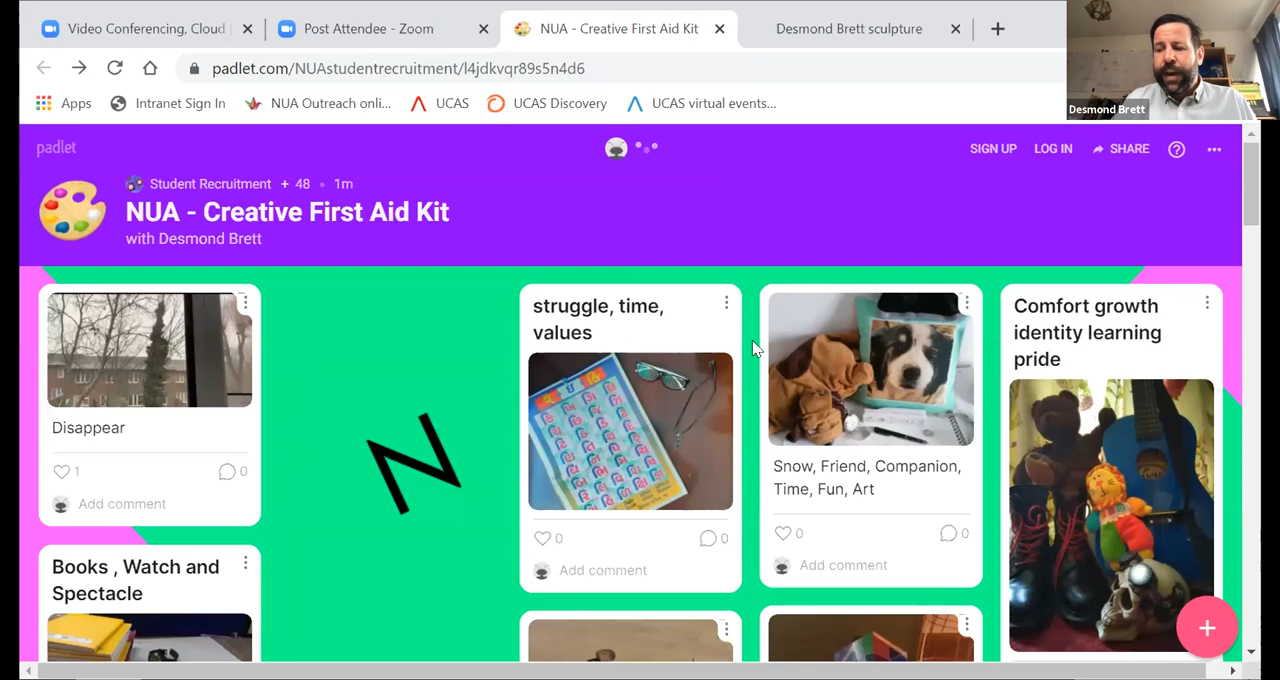 Video Conferencing, Cloud
Post Attendee - Zoom
NUA - Creative First Aid Kit
Desmond Brett sculpture
padlet.com/NUAstudentrecruitment/l4jdkvqr89s5n4d6
Apps
Intranet Sign In
NUA Outreach onli...
UCAS
UCAS Discovery
UCAS virtual events...
Desmond Brett
padlet
SIGN UP
LOG IN
SHARE
Student Recruitment + 48 • 1m
NUA - Creative First Aid Kit
with Desmond Brett
Disappear
1
0
Add comment
Books , Watch and
Spectacle
N
struggle, time,
values
0
0
Add comment
Snow, Friend, Companion,
Time, Fun, Art
0
0
Add comment
Comfort growth
identity learning
pride